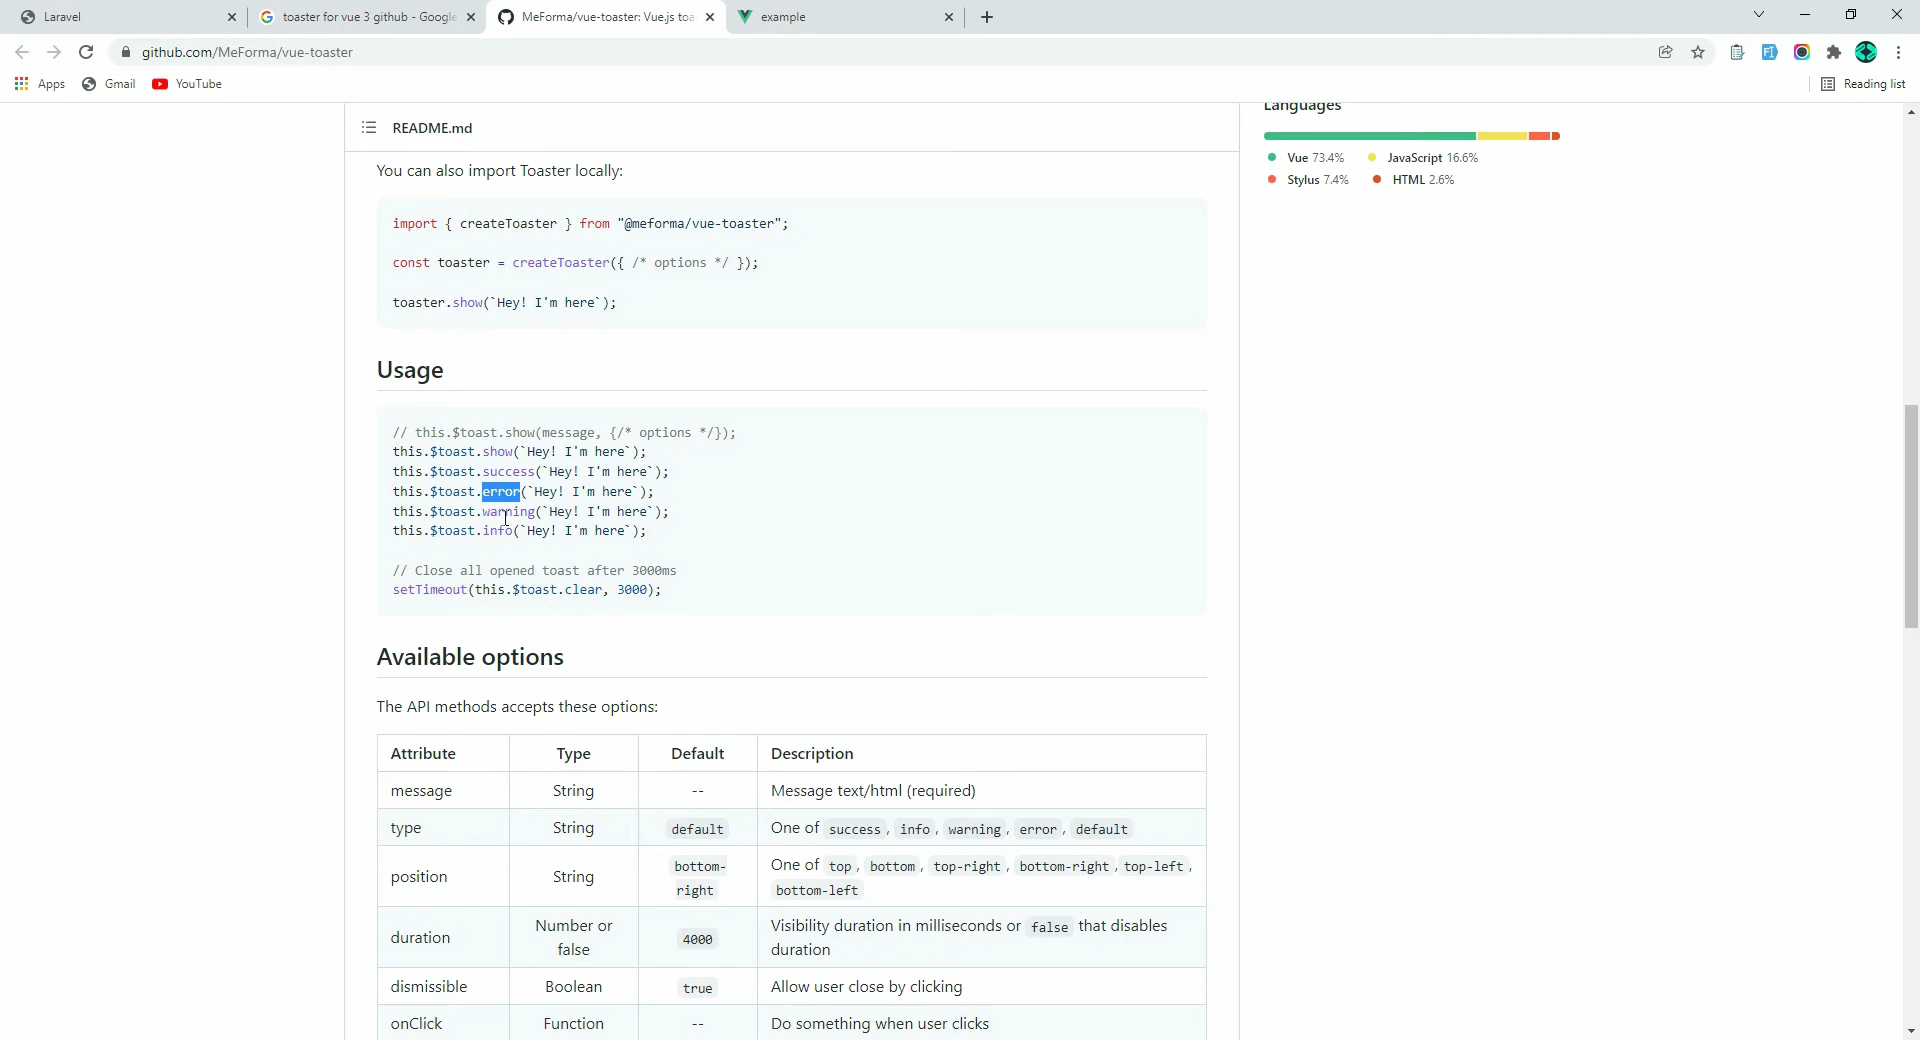 Laravel
toaster for vue 3 github - Google
MeForma/vue-toaster: Vue.js toa
example
github.com/MeForma/vue-toaster
Apps
Gmail
YouTube
Reading list
README.md
You can also import Toaster locally:
import { createToaster } from "@meforma/vue-toaster";
const toaster = createToaster({ /* options */ });
toaster.show(`Hey! I'm here`);
Usage
// this.$toast.show(message, {/* options */});
this.$toast.show(`Hey! I'm here`);
this.$toast.success(`Hey! I'm here`);
this.$toast.error(`Hey! I'm here`);
this.$toast.warning(`Hey! I'm here`);
this.$toast.info(`Hey! I'm here`);
// Close all opened toast after 3000ms
setTimeout(this.$toast.clear, 3000);
Available options
The API methods accepts these options:
Attribute Type Default Description
message String -- Message text/html (required)
type String default One of success, info, warning, error, default
position String bottom-right One of top, bottom, top-right, bottom-right, top-left,
bottom-left
duration Number or false 4000 Visibility duration in milliseconds or false that disables
duration
dismissible Boolean true Allow user close by clicking
onClick Function -- Do something when user clicks
Languages
Vue 73.4% JavaScript 16.6%
Stylus 7.4% HTML 2.6%